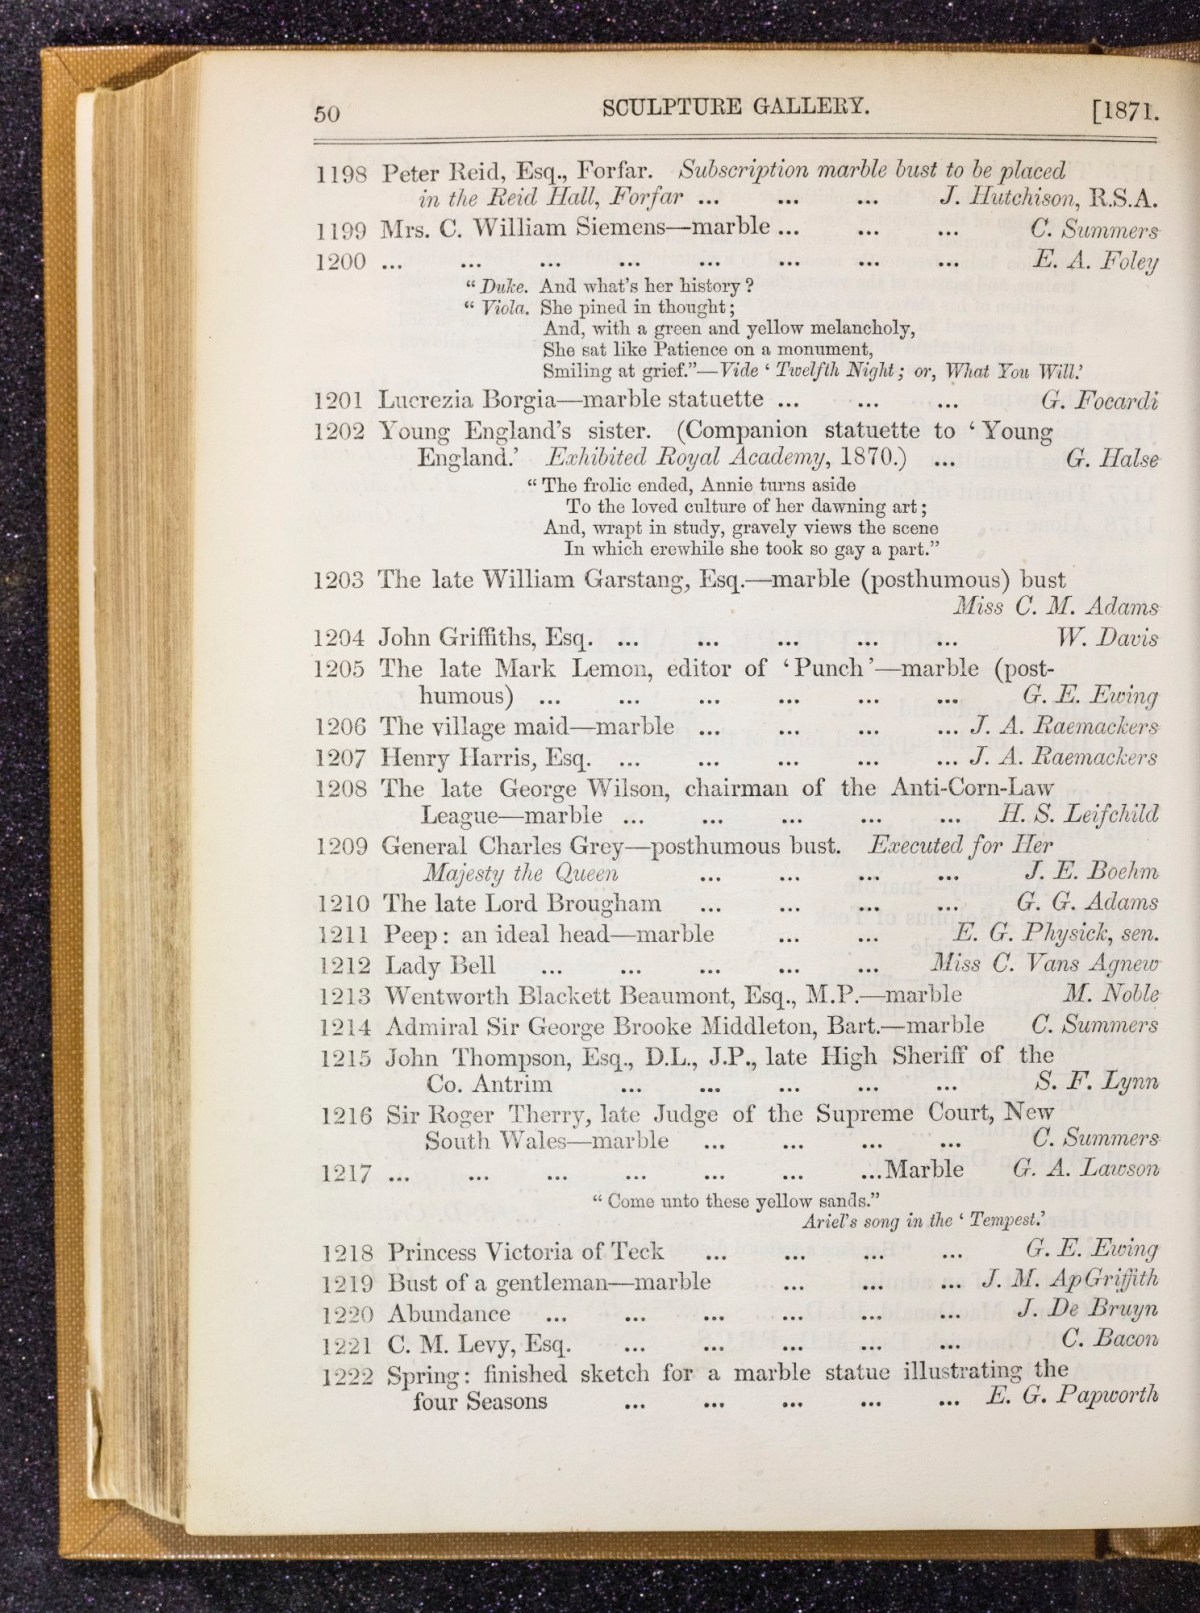 50 SCULPTURE GALLERY. [1871.
1198 Peter Reid, Esq., Forfar. Subscription marble bust to be placed
in the Reid Hall, Forfar ... ... ... J. Hutchison, R.S.A.
1199 Mrs. C. William Siemens—marble ... ... ... C. Summers
1200 ... ... ... ... ... ... ... ... E. A. Foley
“ Duke. And what’s her history ?
“ Viola. She pined in thought ;
And, with a green and yellow melancholy,
She sat like Patience on a monument,
Smiling at grief.”—Vide ‘ Twelfth Night ; or, What You Will.’
1201 Lucrezia Borgia—marble statuette ... ... ... G. Focardi
1202 Young England’s sister. (Companion statuette to ‘ Young
England.’ Exhibited Royal Academy, 1870.) ... G. Halse
“ The frolic ended, Annie turns aside
To the loved culture of her dawning art ;
And, wrapt in study, gravely views the scene
In which erewhile she took so gay a part.”
1203 The late William Garstang, Esq.—marble (posthumous) bust
Miss C. M. Adams
1204 John Griffiths, Esq. ... ... ... ... ... W. Davis
1205 The late Mark Lemon, editor of ‘ Punch ’—marble (post-
humous) ... ... ... ... ... ... G. E. Ewing
1206 The village maid—marble ... ... ... ... J. A. Raemackers
1207 Henry Harris, Esq. ... ... ... ... ... J. A. Raemackers
1208 The late George Wilson, chairman of the Anti-Corn-Law
League—marble ... ... ... ... ... H. S. Leifchild
1209 General Charles Grey—posthumous bust. Executed for Her
Majesty the Queen ... ... ... ... J. E. Boehm
1210 The late Lord Brougham ... ... ... ... G. G. Adams
1211 Peep : an ideal head—marble ... ... E. G. Physick, sen.
1212 Lady Bell ... ... ... ... ... Miss C. Vans Agnew
1213 Wentworth Blackett Beaumont, Esq., M.P.—marble M. Noble
1214 Admiral Sir George Brooke Middleton, Bart.—marble C. Summers
1215 John Thompson, Esq., D.L., J.P., late High Sheriff of the
Co. Antrim ... ... ... ... ... S. F. Lynn
1216 Sir Roger Therry, late Judge of the Supreme Court, New
South Wales—marble ... ... ... ... C. Summers
1217 ... ... ... ... ... ... ...Marble G. A. Lawson
“ Come unto these yellow sands.”
Ariel’s song in the ‘ Tempest.’
1218 Princess Victoria of Teck ... ... ... ... G. E. Ewing
1219 Bust of a gentleman—marble ... ... ... J. M. ApGriffith
1220 Abundance ... ... ... ... ... ... J. De Bruyn
1221 C. M. Levy, Esq. ... ... ... ... ... C. Bacon
1222 Spring : finished sketch for a marble statue illustrating the
four Seasons ... ... ... ... ... E. G. Papworth